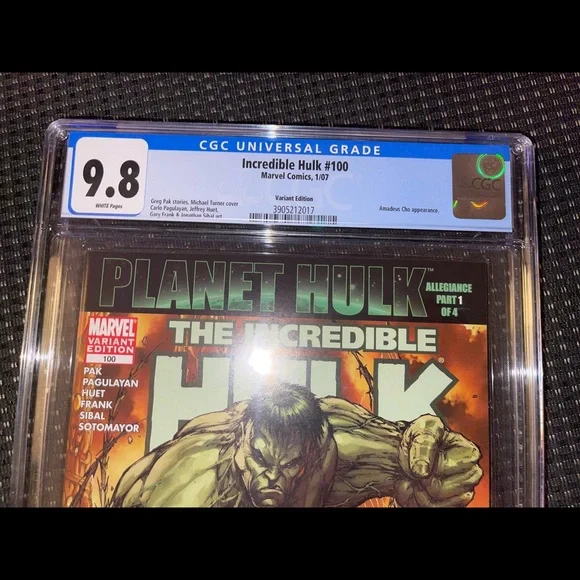 CGC UNIVERSAL GRADE
9.8
WHITE Pages
Incredible Hulk #100
Marvel Comics, 1/07
Variant Edition
Greg Pak stories, Michael Turner cover
Carlo Pagulayan, Jeffrey Huet,
Gary Frank & Jonathan Sibal art
3905212017
Amadeus Cho appearance.
CGC
PLANET HULK™
ALLEGIANCE
PART 1
OF 4
MARVEL
VARIANT
EDITION
100
THE INCREDIBLE
HULK
PAK
PAGULAYAN
HUET
FRANK
SIBAL
SOTOMAYOR